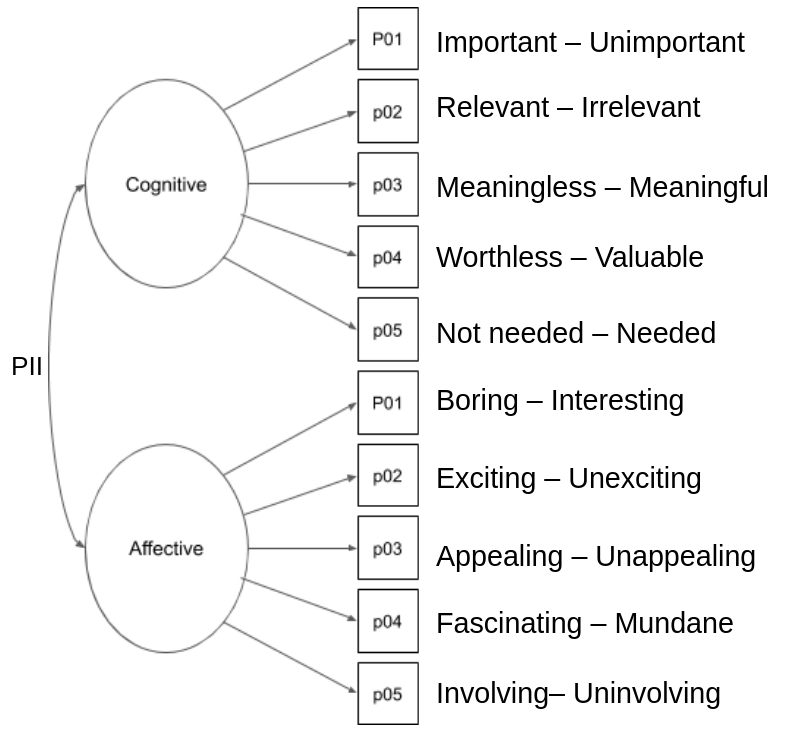 P01 Important – Unimportant
p02 Relevant – Irrelevant
Cognitive
p03 Meaningless – Meaningful
p04 Worthless – Valuable
p05 Not needed – Needed
PII
P01 Boring – Interesting
p02 Exciting – Unexciting
Affective
p03 Appealing – Unappealing
p04 Fascinating – Mundane
p05 Involving– Uninvolving